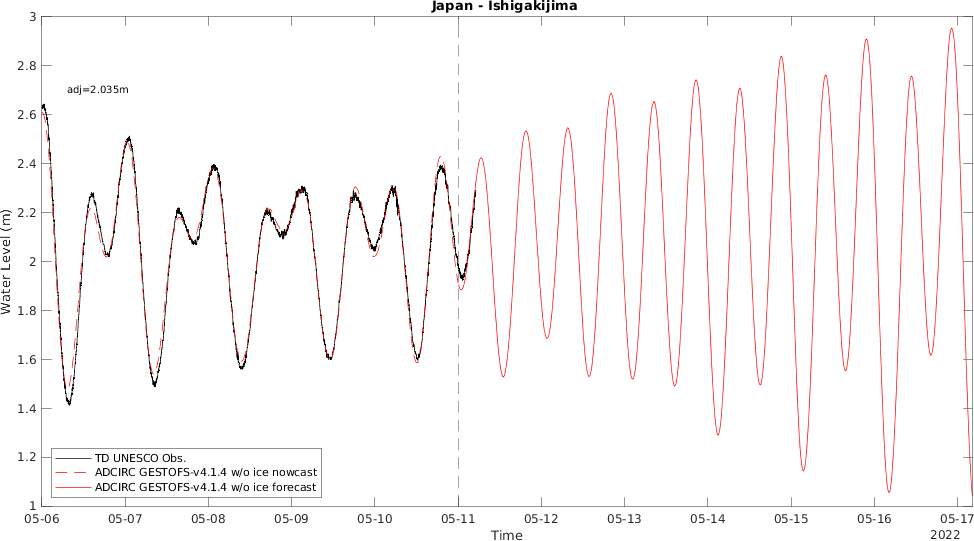 Japan - Ishigakijima
3
2.8
2.6
2.4
2.2
2
1.8
1.6
1.4
1.2
1
Water Level (m)
adj=2.035m
TD UNESCO Obs.
ADCIRC GESTOFS-v4.1.4 w/o ice nowcast
ADCIRC GESTOFS-v4.1.4 w/o ice forecast
05-06 05-07 05-08 05-09 05-10 05-11 05-12 05-13 05-14 05-15 05-16 05-17
Time
2022